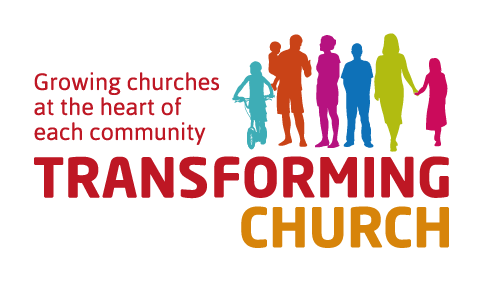 Growing churches
at the heart of
each community
TRANSFORMING
CHURCH